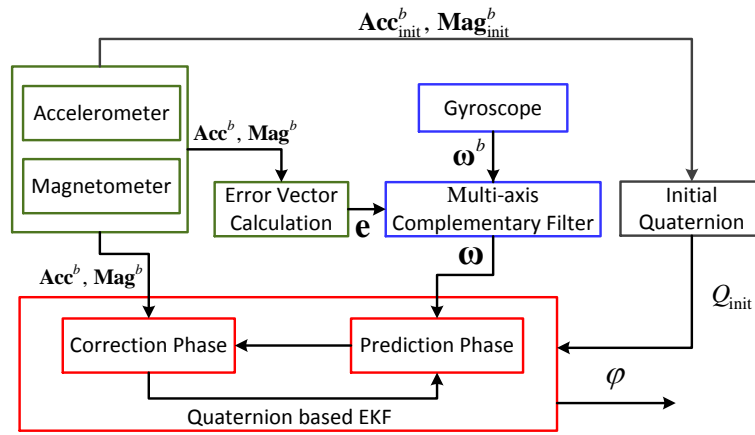 Acc^b_init, Mag^b_init
Accelerometer
Gyroscope
Acc^b, Mag^b
Magnetometer
ω^b
Error Vector
Calculation
e
Multi-axis
Complementary Filter
Initial
Quaternion
Acc^b, Mag^b
ω
Q_init
Correction Phase
Prediction Phase
φ
Quaternion based EKF